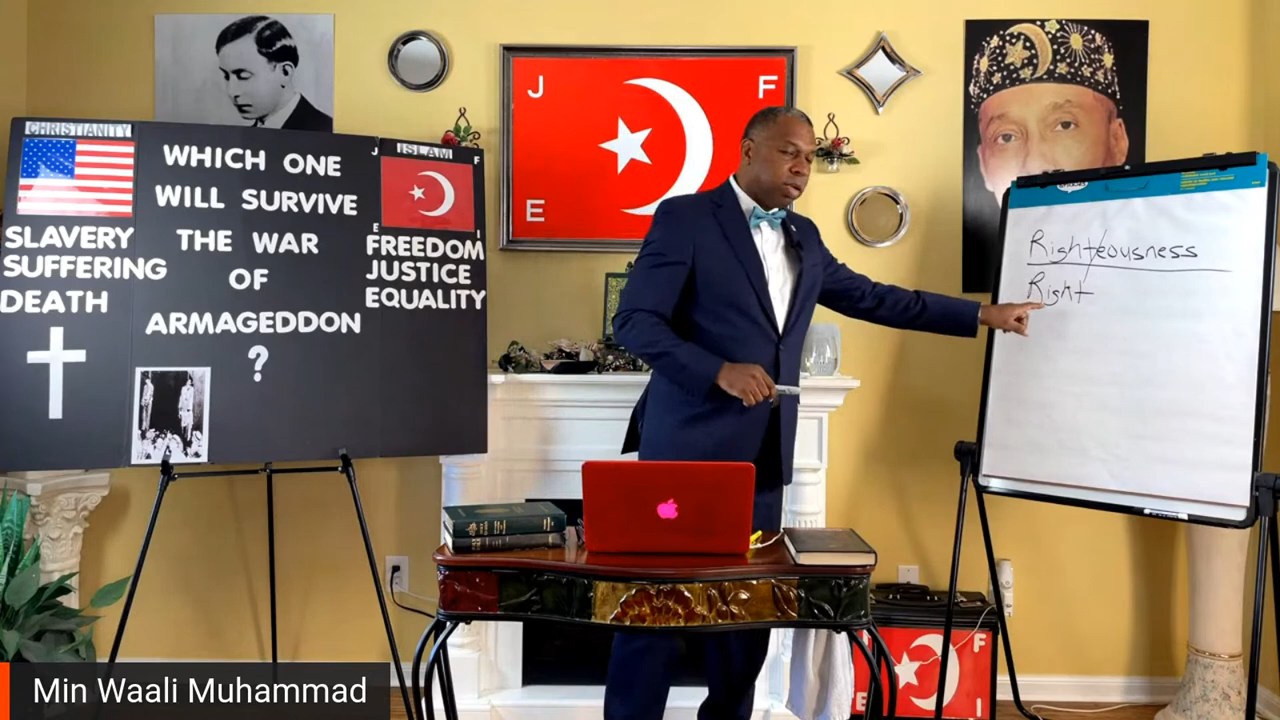 CHRISTIANITY
WHICH ONE
WILL SURVIVE
THE WAR
OF
ARMAGEDDON
?
SLAVERY
SUFFERING
DEATH
J
ISLAM
F
E
I
FREEDOM
JUSTICE
EQUALITY
J
F
E
Righteousness
Right
F
E
I
Min Waali Muhammad